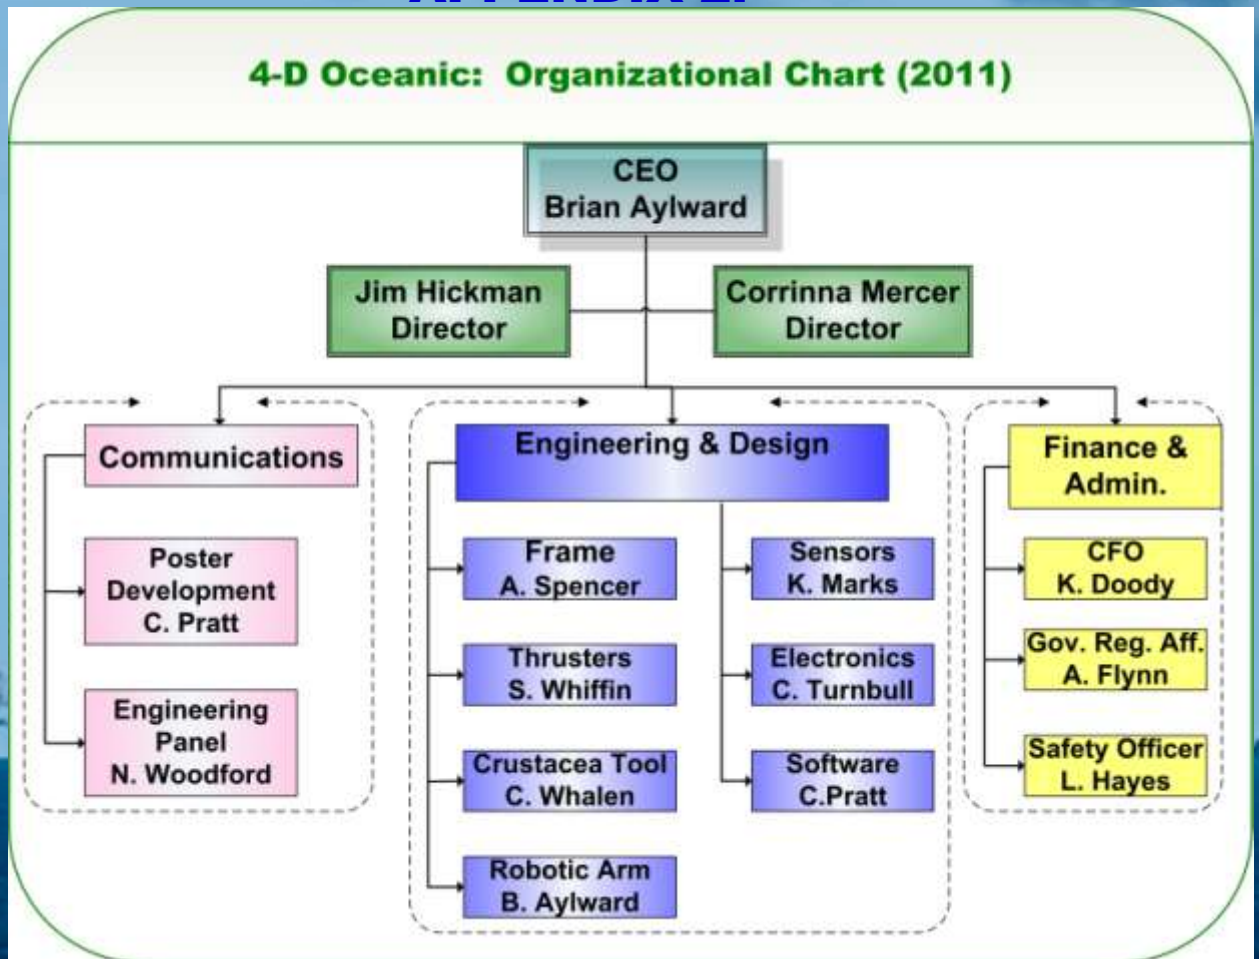 4-D Oceanic: Organizational Chart (2011)
CEO
Brian Aylward
Jim Hickman
Director
Corrinna Mercer
Director
Communications
Poster
Development
C. Pratt
Engineering
Panel
N. Woodford
Engineering & Design
Frame
A. Spencer
Thrusters
S. Whiffin
Crustacea Tool
C. Whalen
Robotic Arm
B. Aylward
Sensors
K. Marks
Electronics
C. Turnbull
Software
C.Pratt
Finance &
Admin.
CFO
K. Doody
Gov. Reg. Aff.
A. Flynn
Safety Officer
L. Hayes